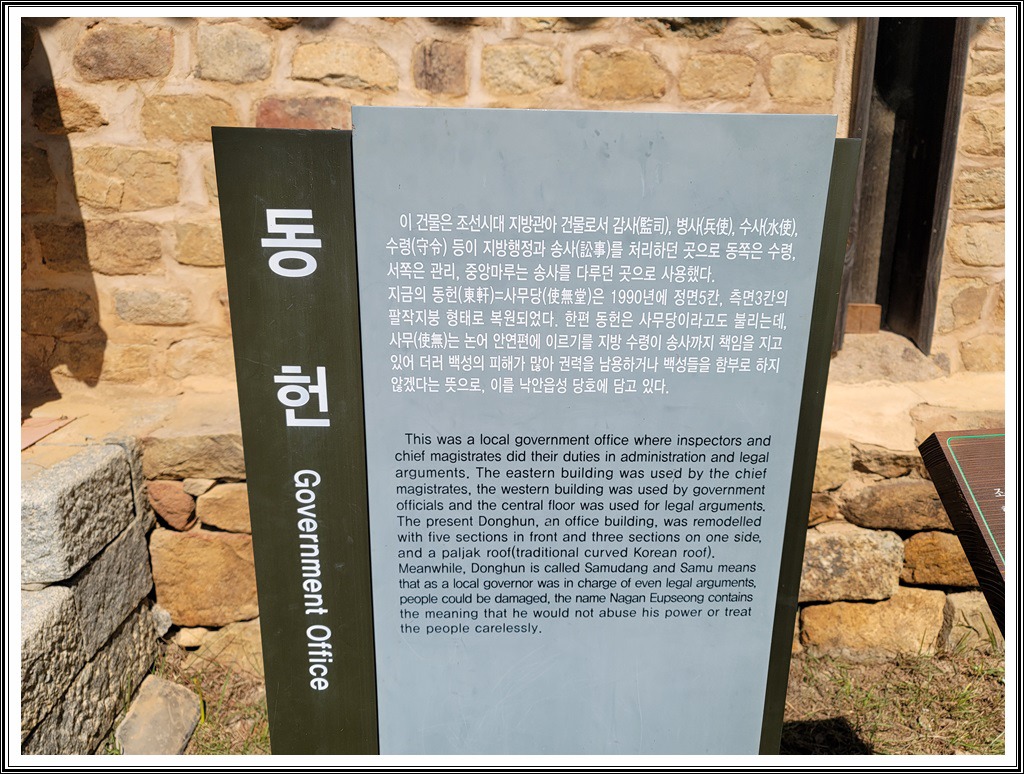 동헌
Government Office
이 건물은 조선시대 지방관아 건물로서 감사(監司), 병사(兵使), 수사(水使),
수령(守令) 등이 지방행정과 송사(訟事)를 처리하던 곳으로 동쪽은 수령,
서쪽은 관리, 중앙마루는 송사를 다루던 곳으로 사용했다.
지금의 동헌(東軒)=사무당(使無堂)은 1990년에 정면5칸, 측면3칸의
팔작지붕 형태로 복원되었다. 한편 동헌은 사무당이라고도 불리는데,
사무(使無)는 논어 안연편에 이르기를 지방 수령이 송사까지 책임을 지고
있어 더러 백성의 피해가 많아 권력을 남용하거나 백성들을 함부로 하지
않겠다는 뜻으로, 이를 낙안읍성 당호에 담고 있다.
This was a local government office where inspectors and
chief magistrates did their duties in administration and legal
arguments. The eastern building was used by the chief
magistrates, the western building was used by government
officials and the central floor was used for legal arguments.
The present Donghun, an office building, was remodelled
with five sections in front and three sections on one side,
and a paljak roof(traditional curved Korean roof).
Meanwhile, Donghun is called Samudang and Samu means
that as a local governor was in charge of even legal arguments,
people could be damaged, the name Nagan Eupseong contains
the meaning that he would not abuse his power or treat
the people carelessly.